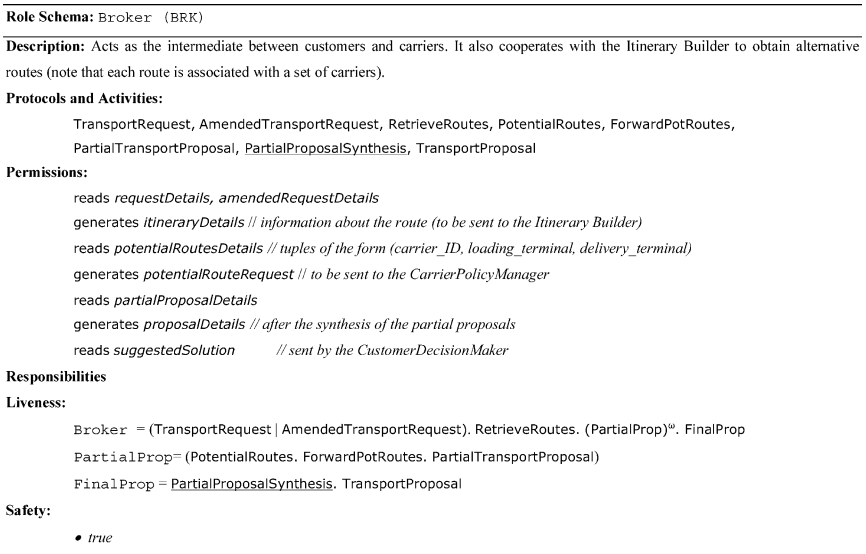 Role Schema: Broker (BRK)
Description: Acts as the intermediate between customers and carriers. It also cooperates with the Itinerary Builder to obtain alternative
routes (note that each route is associated with a set of carriers).
Protocols and Activities:
TransportRequest, AmendedTransportRequest, RetrieveRoutes, PotentialRoutes, ForwardPotRoutes,
PartialTransportProposal, PartialProposalSynthesis, TransportProposal
Permissions:
reads requestDetails, amendedRequestDetails
generates itineraryDetails // information about the route (to be sent to the Itinerary Builder)
reads potentialRoutesDetails // tuples of the form (carrier_ID, loading_terminal, delivery_terminal)
generates potentialRouteRequest // to be sent to the CarrierPolicyManager
reads partialProposalDetails
generates proposalDetails // after the synthesis of the partial proposals
reads suggestedSolution // sent by the CustomerDecisionMaker
Responsibilities
Liveness:
Broker = (TransportRequest | AmendedTransportRequest). RetrieveRoutes. (PartialProp)^ω. FinalProp
PartialProp= (PotentialRoutes. ForwardPotRoutes. PartialTransportProposal)
FinalProp = PartialProposalSynthesis. TransportProposal
Safety:
• true